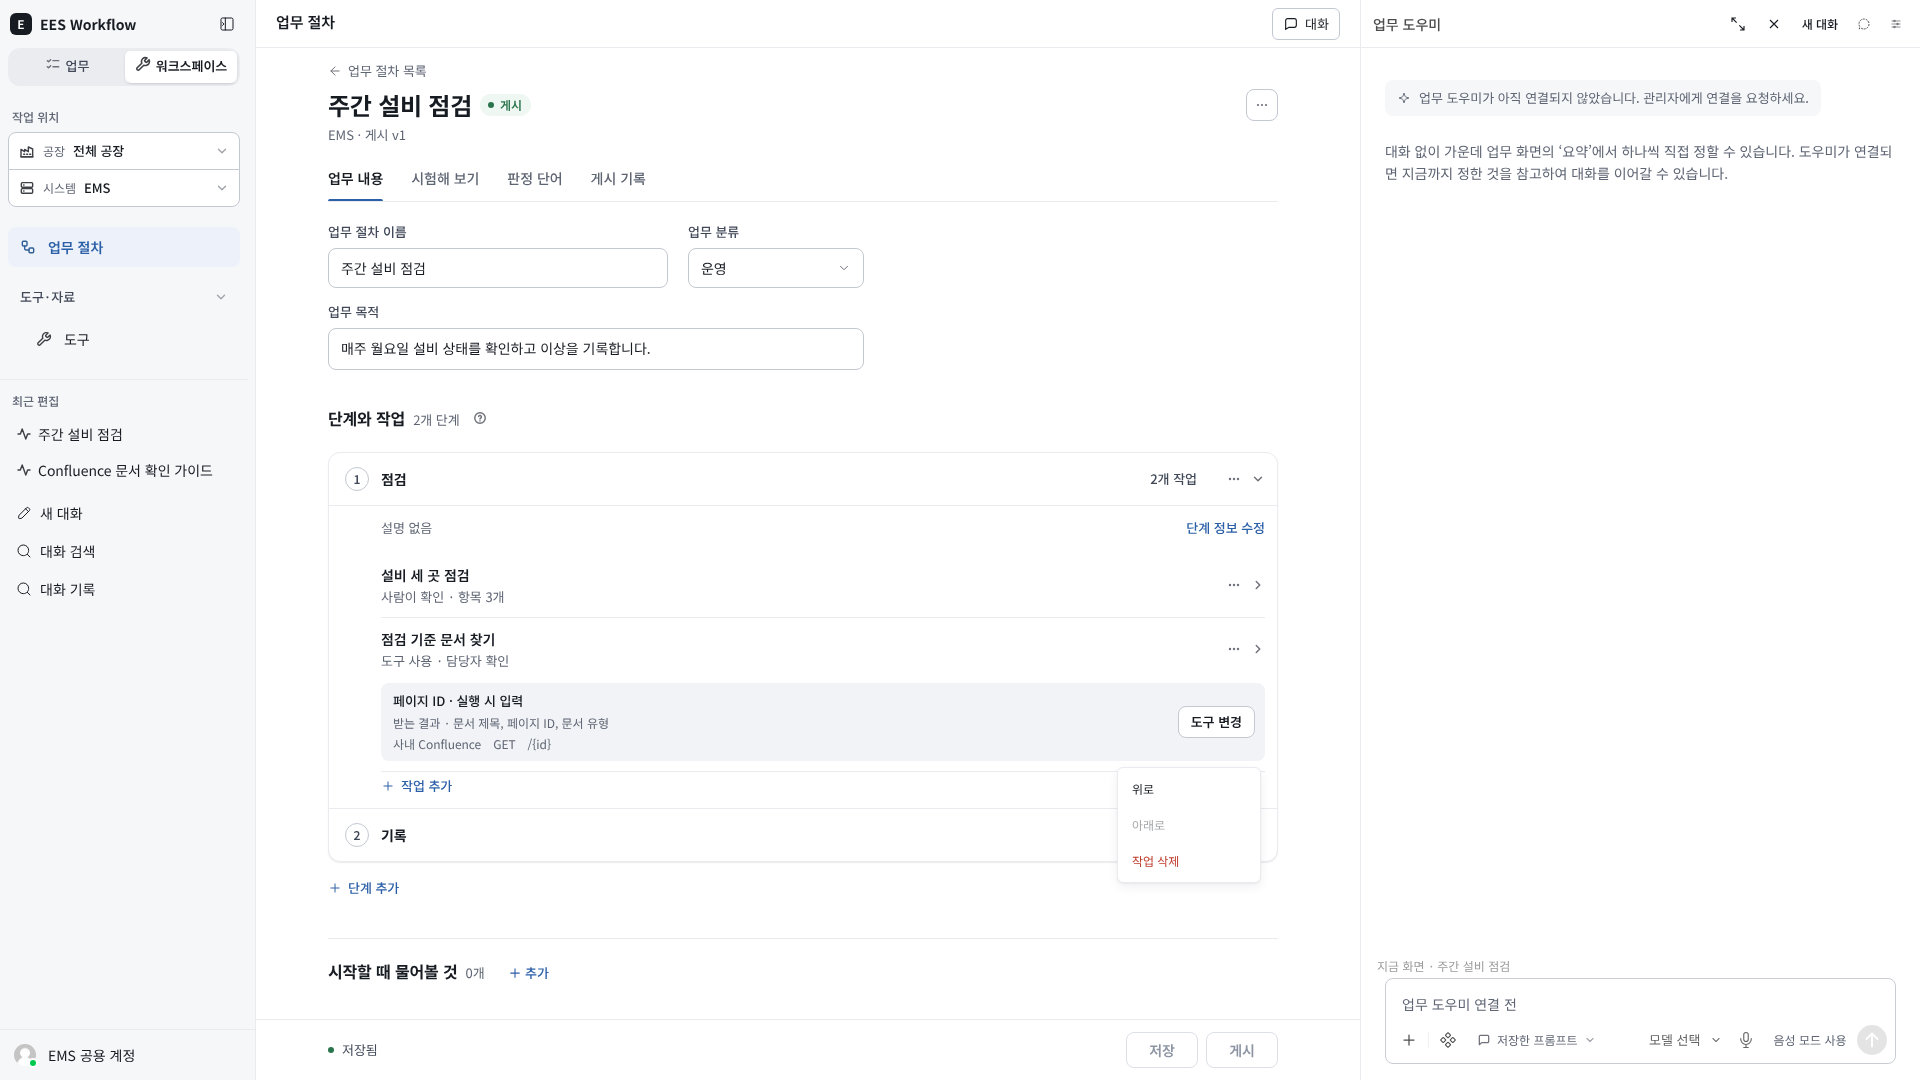 E EES Workflow
업무
워크스페이스
작업 위치
공장 전체 공장
시스템 EMS
업무 절차
도구·자료
도구
최근 편집
주간 설비 점검
Confluence 문서 확인 가이드
새 대화
대화 검색
대화 기록
EMS 공용 계정
업무 절차
대화
업무 절차 목록
주간 설비 점검
게시
EMS · 게시 v1
업무 내용
시험해 보기
판정 단어
게시 기록
업무 절차 이름
업무 분류
주간 설비 점검
운영
업무 목적
매주 월요일 설비 상태를 확인하고 이상을 기록합니다.
단계와 작업 2개 단계
1 점검
2개 작업
설명 없음
단계 정보 수정
설비 세 곳 점검
사람이 확인 · 항목 3개
점검 기준 문서 찾기
도구 사용 · 담당자 확인
페이지 ID · 실행 시 입력
받는 결과 · 문서 제목, 페이지 ID, 문서 유형
사내 Confluence GET /{id}
도구 변경
작업 추가
위로
아래로
작업 삭제
2 기록
단계 추가
시작할 때 물어볼 것 0개
추가
저장됨
저장
게시
업무 도우미
새 대화
업무 도우미가 아직 연결되지 않았습니다. 관리자에게 연결을 요청하세요.
대화 없이 가운데 업무 화면의 ‘요약’에서 하나씩 직접 정할 수 있습니다. 도우미가 연결되
면 지금까지 정한 것을 참고하여 대화를 이어갈 수 있습니다.
지금 화면 · 주간 설비 점검
업무 도우미 연결 전
저장한 프롬프트
모델 선택
음성 모드 사용